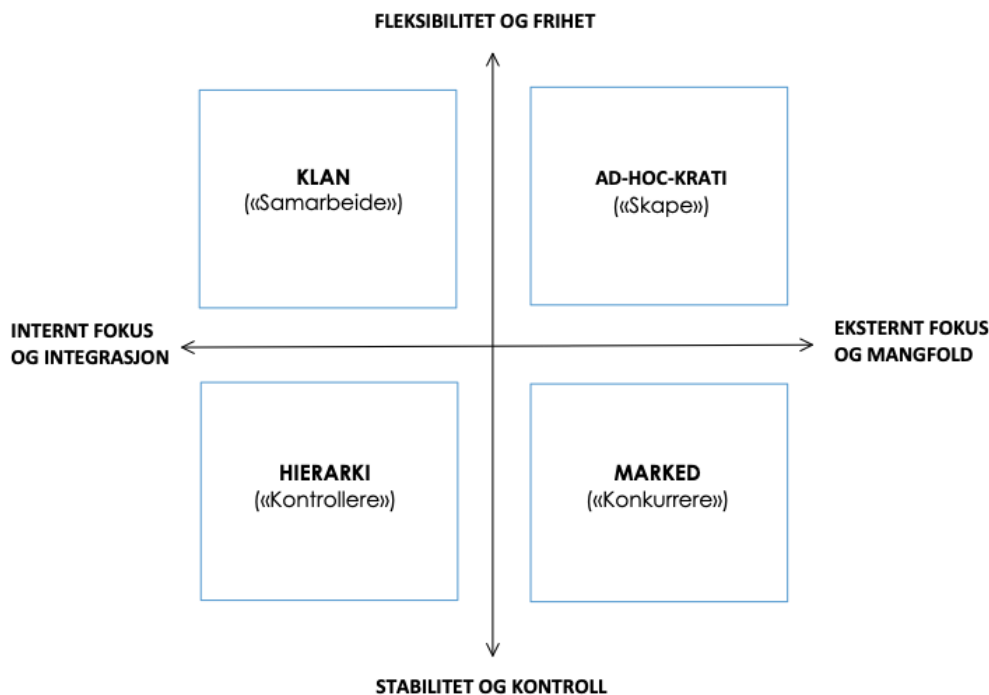 FLEKSIBILITET OG FRIHET
KLAN
(«Samarbeide»)
AD-HOC-KRATI
(«Skape»)
INTERNT FOKUS
OG INTEGRASJON
EKSTERNT FOKUS
OG MANGFOLD
HIERARKI
(«Kontrollere»)
MARKED
(«Konkurrere»)
STABILITET OG KONTROLL